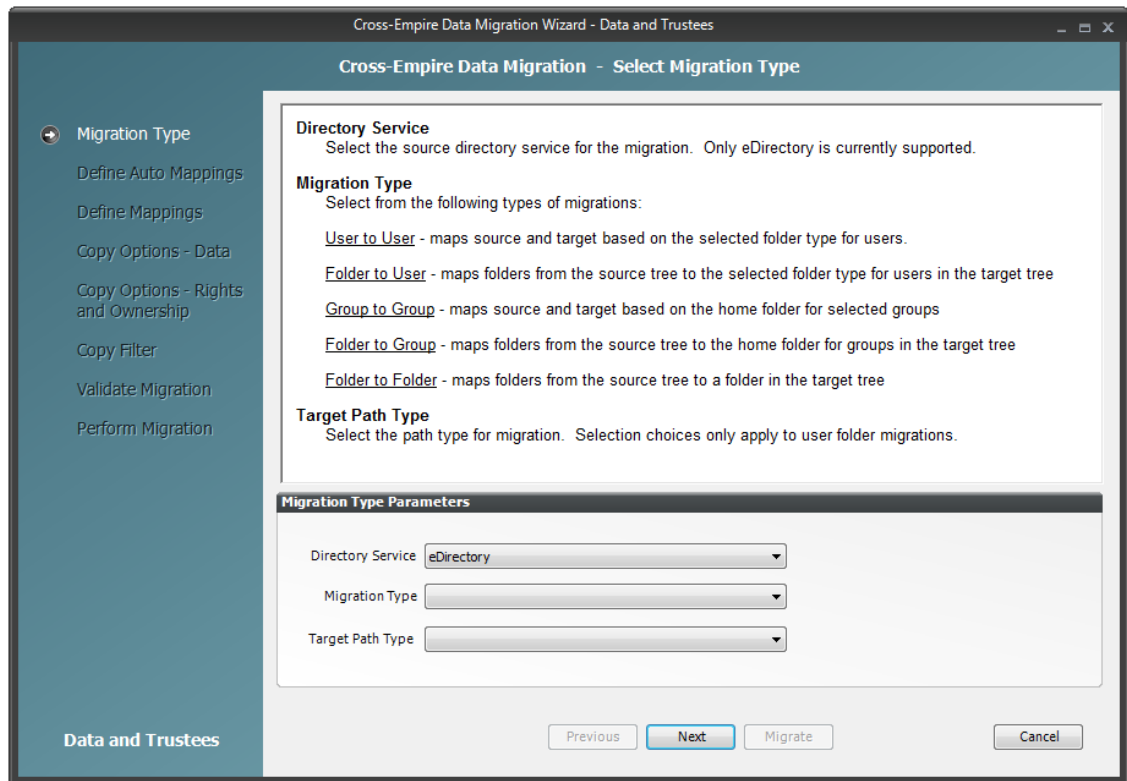 Cross-Empire Data Migration Wizard - Data and Trustees
Cross-Empire Data Migration - Select Migration Type
Migration Type
Define Auto Mappings
Define Mappings
Copy Options - Data
Copy Options - Rights
and Ownership
Copy Filter
Validate Migration
Perform Migration
Data and Trustees
Directory Service
Select the source directory service for the migration. Only eDirectory is currently supported.
Migration Type
Select from the following types of migrations:
User to User - maps source and target based on the selected folder type for users.
Folder to User - maps folders from the source tree to the selected folder type for users in the target tree
Group to Group - maps source and target based on the home folder for selected groups
Folder to Group - maps folders from the source tree to the home folder for groups in the target tree
Folder to Folder - maps folders from the source tree to a folder in the target tree
Target Path Type
Select the path type for migration. Selection choices only apply to user folder migrations.
Migration Type Parameters
Directory Service eDirectory
Migration Type
Target Path Type
Previous Next Migrate Cancel